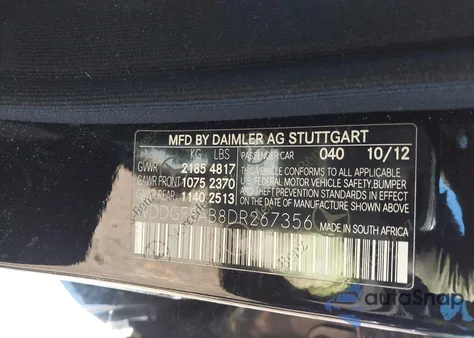 MFD BY DAIMLER AG STUTTGART
KG LBS PASSENGER CAR 040 10/12
GVWR 2185 4817
GAWR FRONT 1075 2370
GAWR REAR 1140 2513
THIS VEHICLE CONFORMS TO ALL APPLICABLE
U.S. FEDERAL MOTOR VEHICLE SAFETY, BUMPER
AND THEFT PREVENTION STANDARDS IN EFFECT
ON THE DATE OF MANUFACTURE SHOWN ABOVE.
MADE IN SOUTH AFRICA
autoSnap